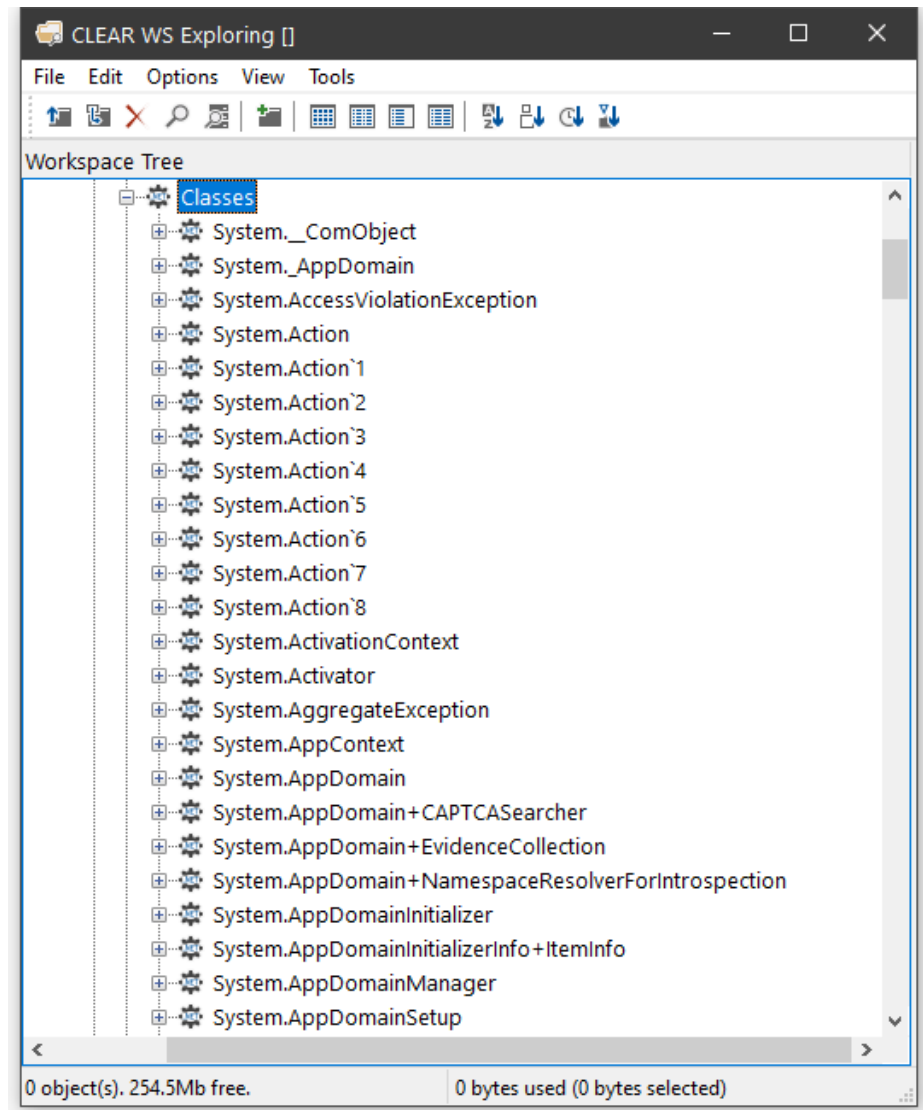 CLEAR WS Exploring []
File Edit Options View Tools
Workspace Tree
Classes
System.__ComObject
System._AppDomain
System.AccessViolationException
System.Action
System.Action`1
System.Action`2
System.Action`3
System.Action`4
System.Action`5
System.Action`6
System.Action`7
System.Action`8
System.ActivationContext
System.Activator
System.AggregateException
System.AppContext
System.AppDomain
System.AppDomain+CAPTCASearcher
System.AppDomain+EvidenceCollection
System.AppDomain+NamespaceResolverForIntrospection
System.AppDomainInitializer
System.AppDomainInitializerInfo+ItemInfo
System.AppDomainManager
System.AppDomainSetup
0 object(s). 254.5Mb free. 0 bytes used (0 bytes selected)